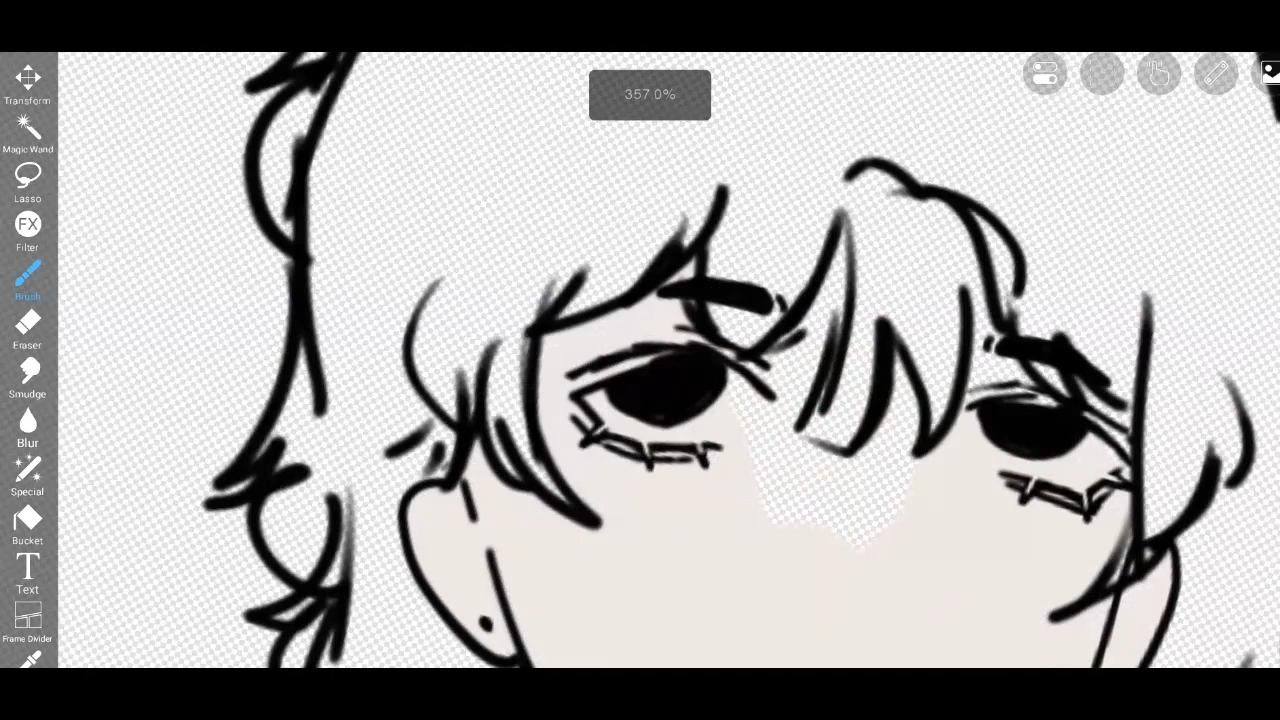 357.0%
Transform
Magic Wand
Lasso
FX
Filter
Brush
Eraser
Smudge
Blur
Special
Bucket
T
Text
Frame Divider